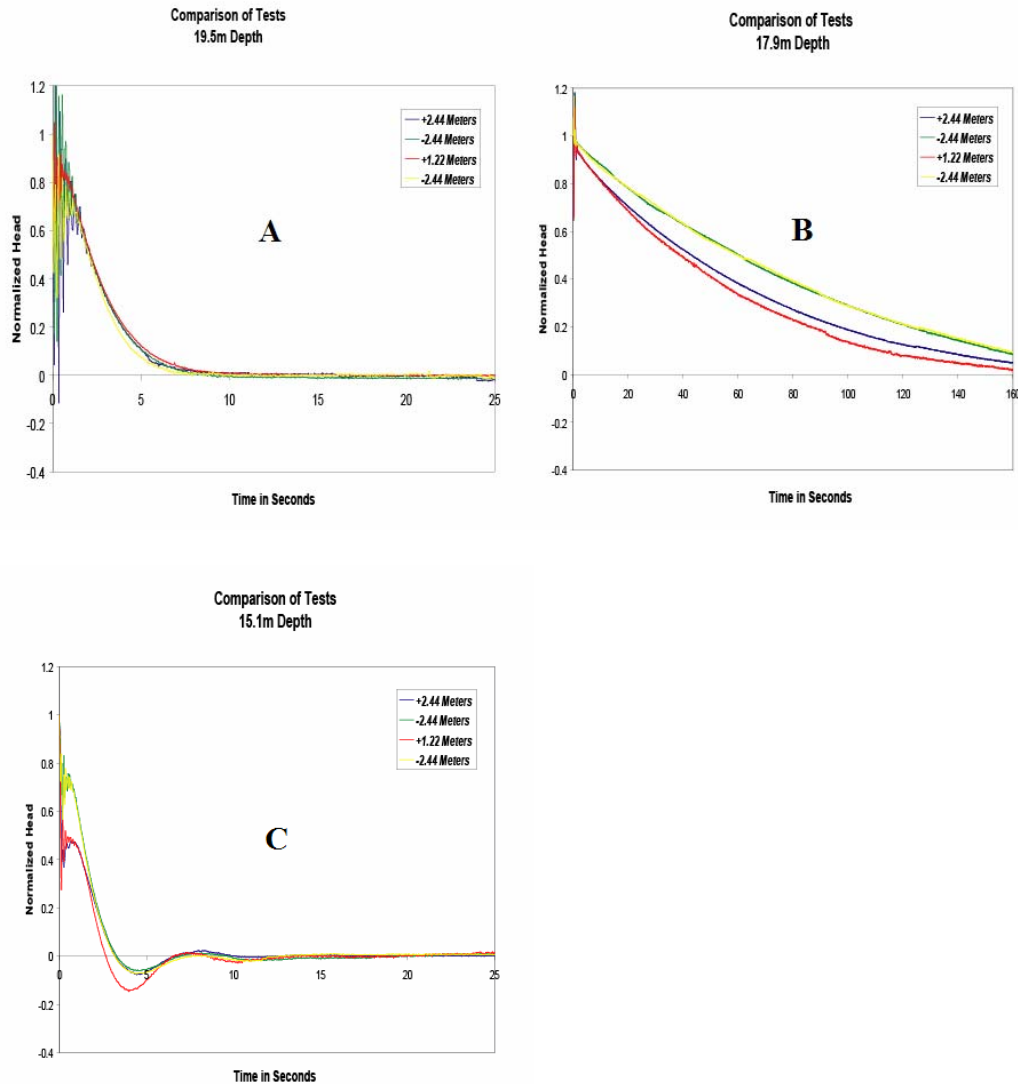 Comparison of Tests
19.5m Depth
Normalized Head
1.2
1
0.8
0.6
0.4
0.2
0
-0.2
-0.4
0
5
10
15
20
25
+2.44 Meters
-2.44 Meters
+1.22 Meters
-2.44 Meters
A
Time in Seconds
Comparison of Tests
17.9m Depth
Normalized Head
1.2
1
0.8
0.6
0.4
0.2
0
-0.2
-0.4
0
20
40
60
80
100
120
140
160
+2.44 Meters
-2.44 Meters
+1.22 Meters
-2.44 Meters
B
Time in Seconds
Comparison of Tests
15.1m Depth
Normalized Head
1.2
1
0.8
0.6
0.4
0.2
0
-0.2
-0.4
0
5
10
15
20
25
+2.44 Meters
-2.44 Meters
+1.22 Meters
-2.44 Meters
C
Time in Seconds